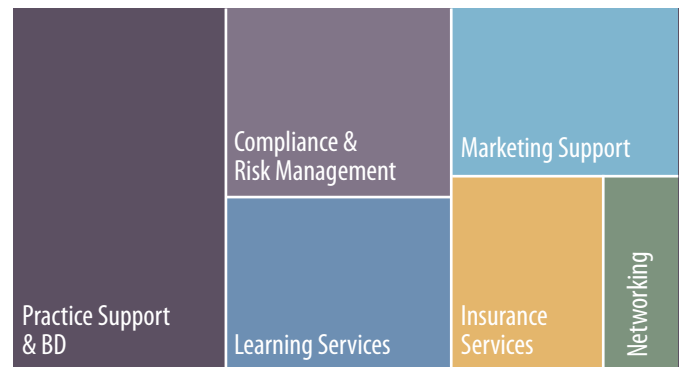 Practice Support
& BD
Compliance &
Risk Management
Learning Services
Marketing Support
Insurance
Services
Networking